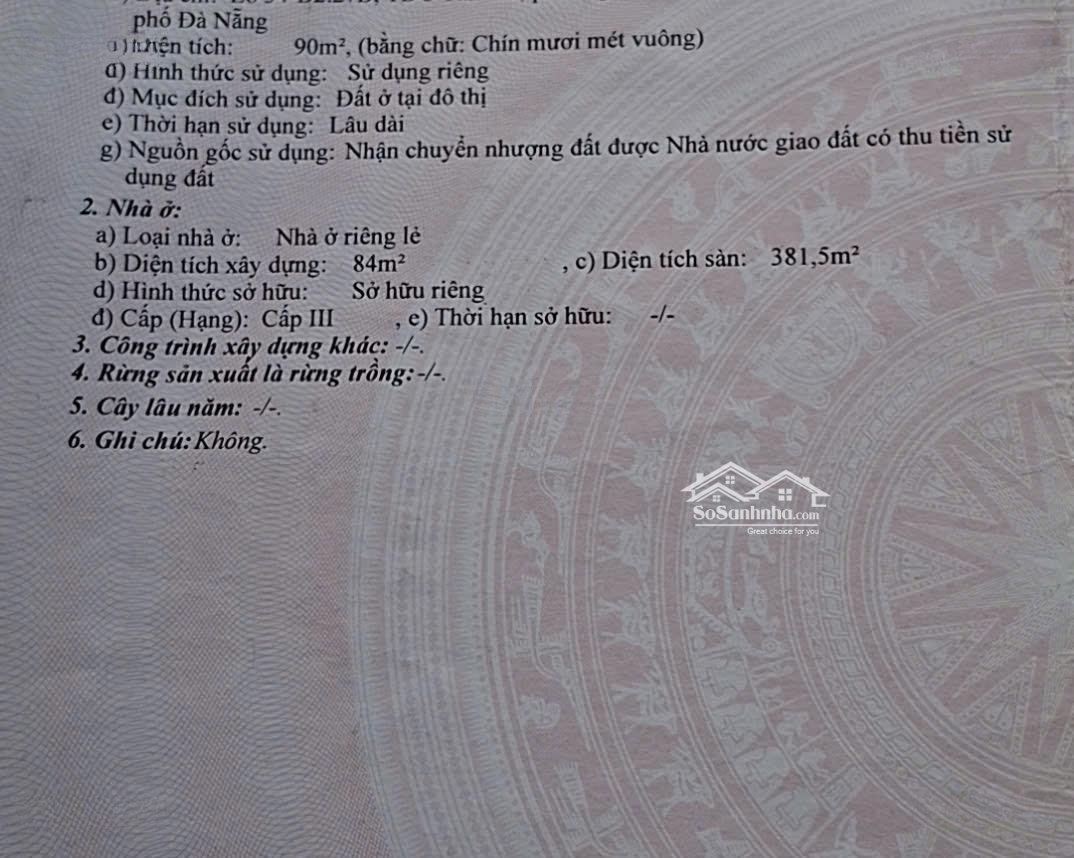 phố Đà Nẵng
tích: 90m², (bằng chữ: Chín mươi mét vuông)
Hình thức sử dụng: Sử dụng riêng
đ) Mục đích sử dụng: Đất ở tại đô thị
e) Thời hạn sử dụng: Lâu dài
g) Nguồn gốc sử dụng: Nhận chuyển nhượng đất được Nhà nước giao đất có thu tiền sử
dụng đất
2. Nhà ở:
a) Loại nhà ở: Nhà ở riêng lẻ
b) Diện tích xây dựng: 84m² , c) Diện tích sàn: 381,5m²
d) Hình thức sở hữu: Sở hữu riêng
đ) Cấp (Hạng): Cấp III , e) Thời hạn sở hữu: -/-
3. Công trình xây dựng khác: -/-.
4. Rừng sản xuất là rừng trồng:-/-.
5. Cây lâu năm: -/-.
6. Ghi chú: Không.
SoSanhnha.com
Great choice for you